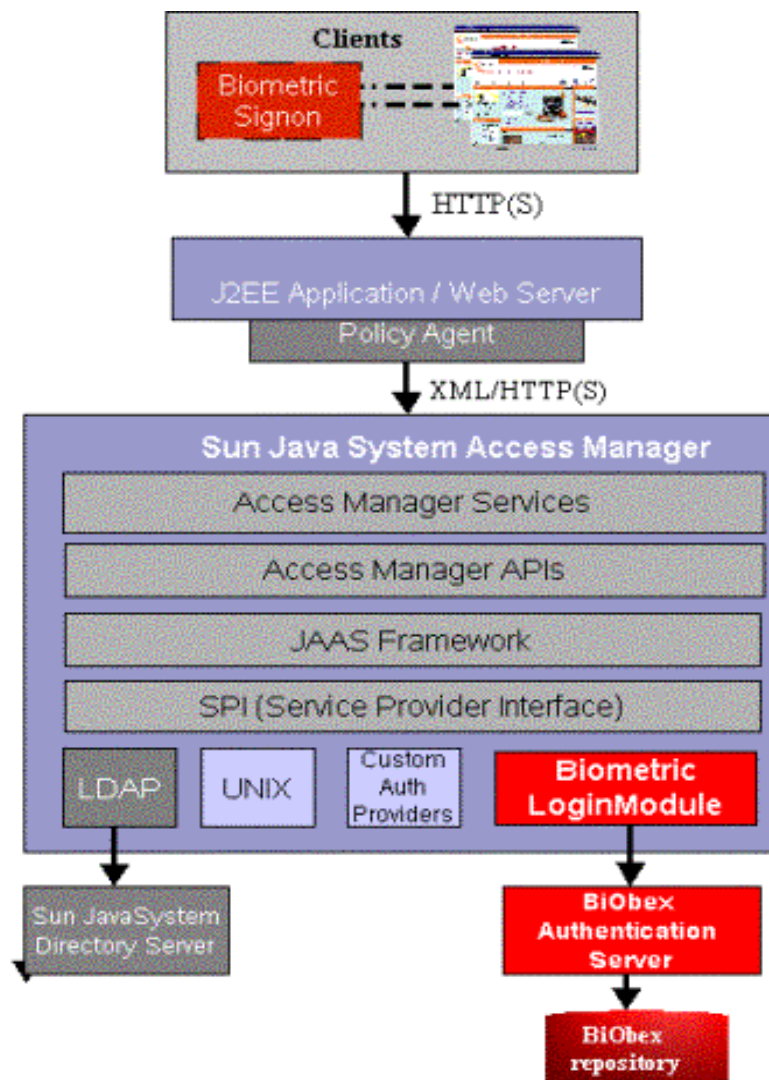 Clients
Biometric
Signon
HTTP(S)
J2EE Application / Web Server
Policy Agent
XML/HTTP(S)
Sun Java System Access Manager
Access Manager Services
Access Manager APIs
JAAS Framework
SPI (Service Provider Interface)
LDAP
UNIX
Custom
Auth
Providers
Biometric
LoginModule
Sun JavaSystem
Directory Server
BiObex
Authentication
Server
BiObex
repository